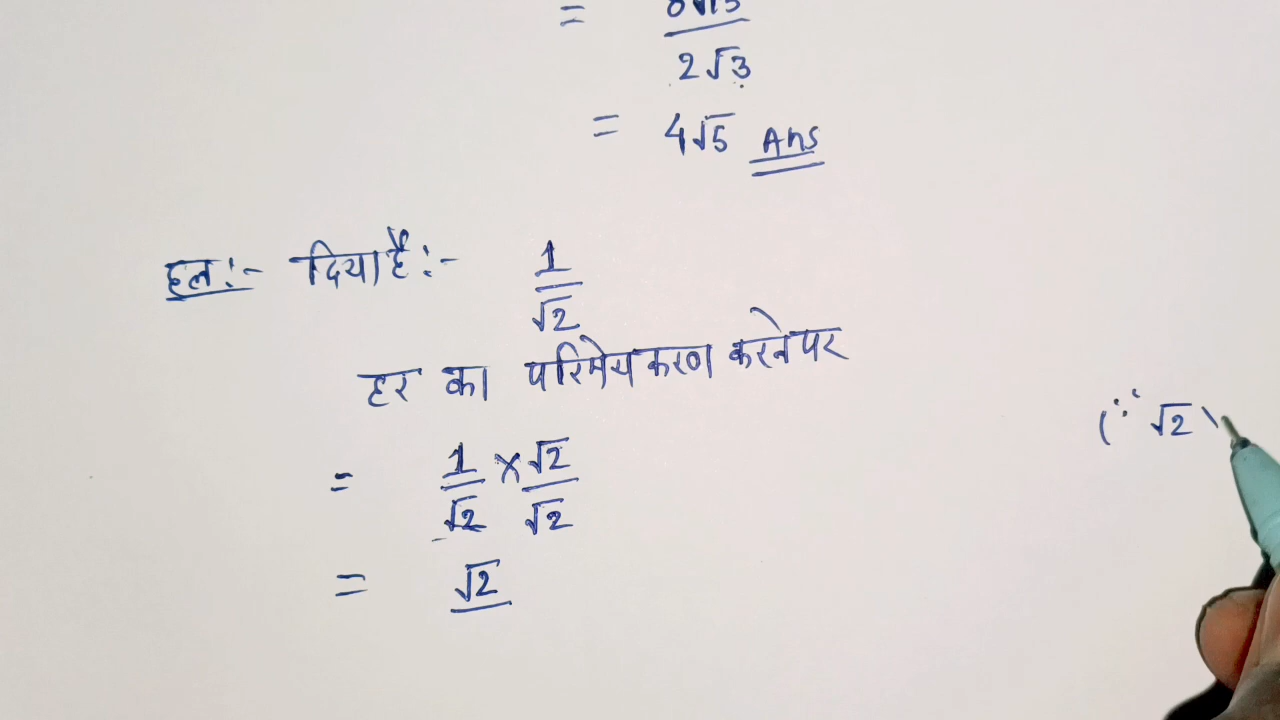 =
2√3
= 4√5 Ans
हल:- दिया है:- 1/√2
हर का परिमेयकरण करने पर
= 1/√2 × √2/√2
(∵ √2 \
= √2